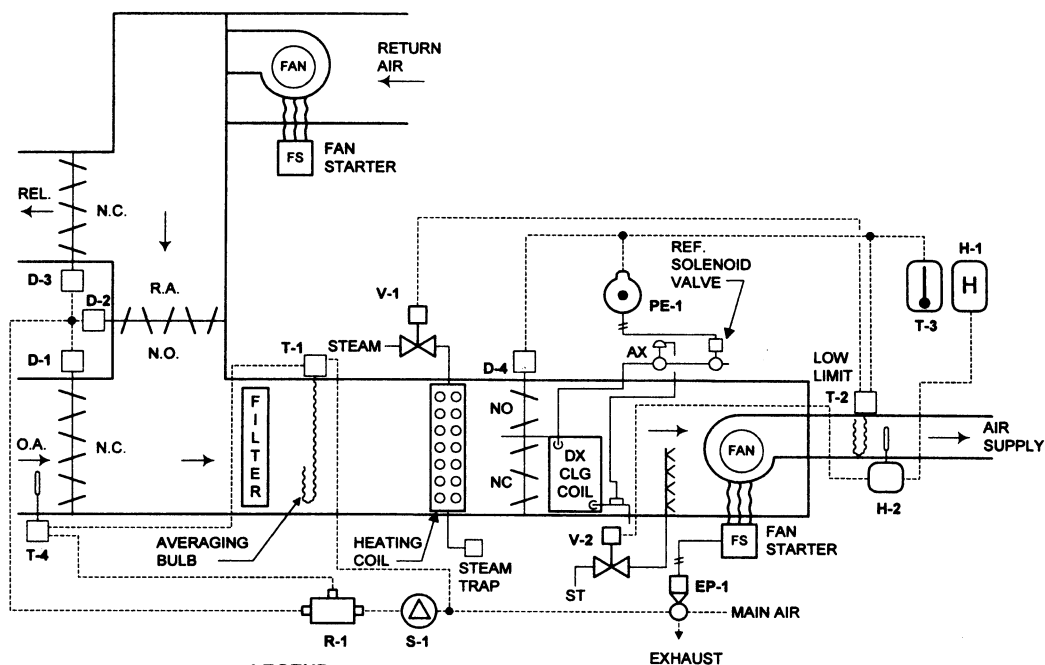 FAN
RETURN
AIR
FS
FAN
STARTER
REL.
N.C.
D-3
D-2
R.A.
N.O.
D-1
O.A.
N.C.
T-4
FILTER
AVERAGING
BULB
T-1
STEAM
V-1
HEATING
COIL
STEAM
TRAP
D-4
NO
NC
DX
CLG
COIL
PE-1
REF.
SOLENOID
VALVE
AX
T-3
H-1
H
LOW
LIMIT
T-2
AIR
SUPPLY
FAN
H-2
FS
FAN
STARTER
V-2
ST
EP-1
MAIN AIR
EXHAUST
R-1
S-1